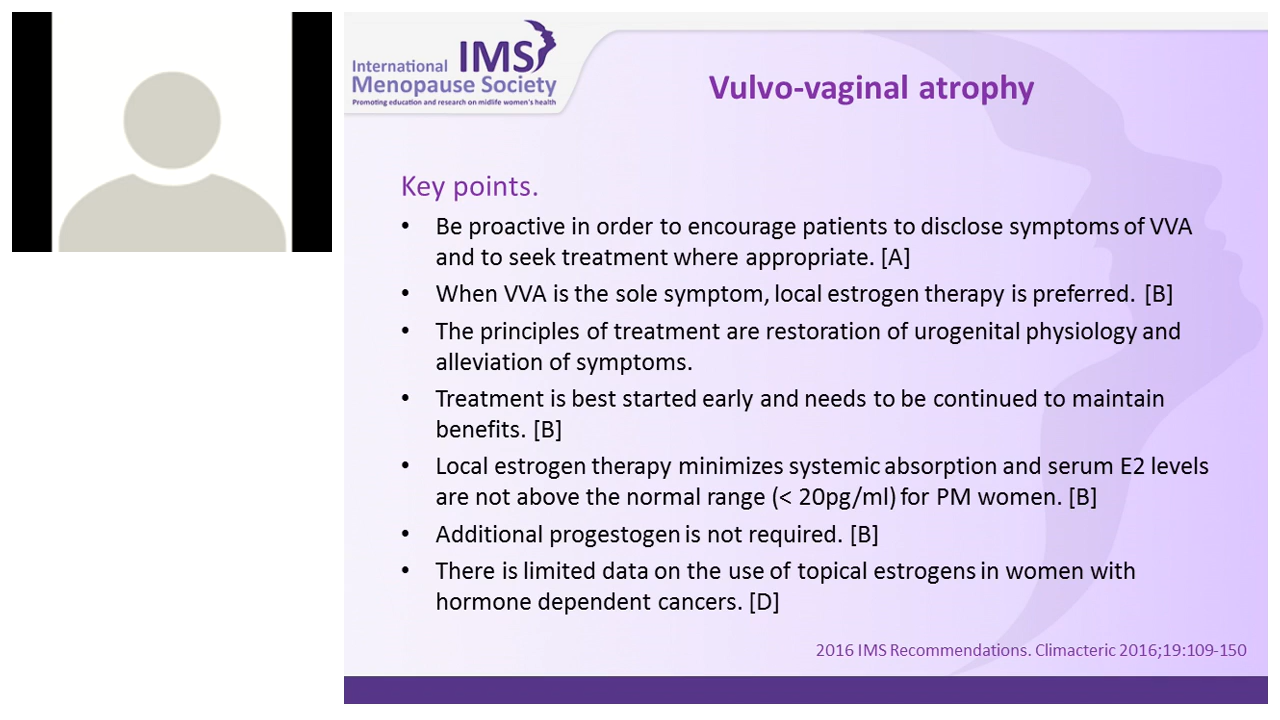 International IMS
Menopause Society
Promoting education and research on midlife women's health
Vulvo-vaginal atrophy
Key points.
• Be proactive in order to encourage patients to disclose symptoms of VVA
and to seek treatment where appropriate. [A]
• When VVA is the sole symptom, local estrogen therapy is preferred. [B]
• The principles of treatment are restoration of urogenital physiology and
alleviation of symptoms.
• Treatment is best started early and needs to be continued to maintain
benefits. [B]
• Local estrogen therapy minimizes systemic absorption and serum E2 levels
are not above the normal range (< 20pg/ml) for PM women. [B]
• Additional progestogen is not required. [B]
• There is limited data on the use of topical estrogens in women with
hormone dependent cancers. [D]
2016 IMS Recommendations. Climacteric 2016;19:109-150